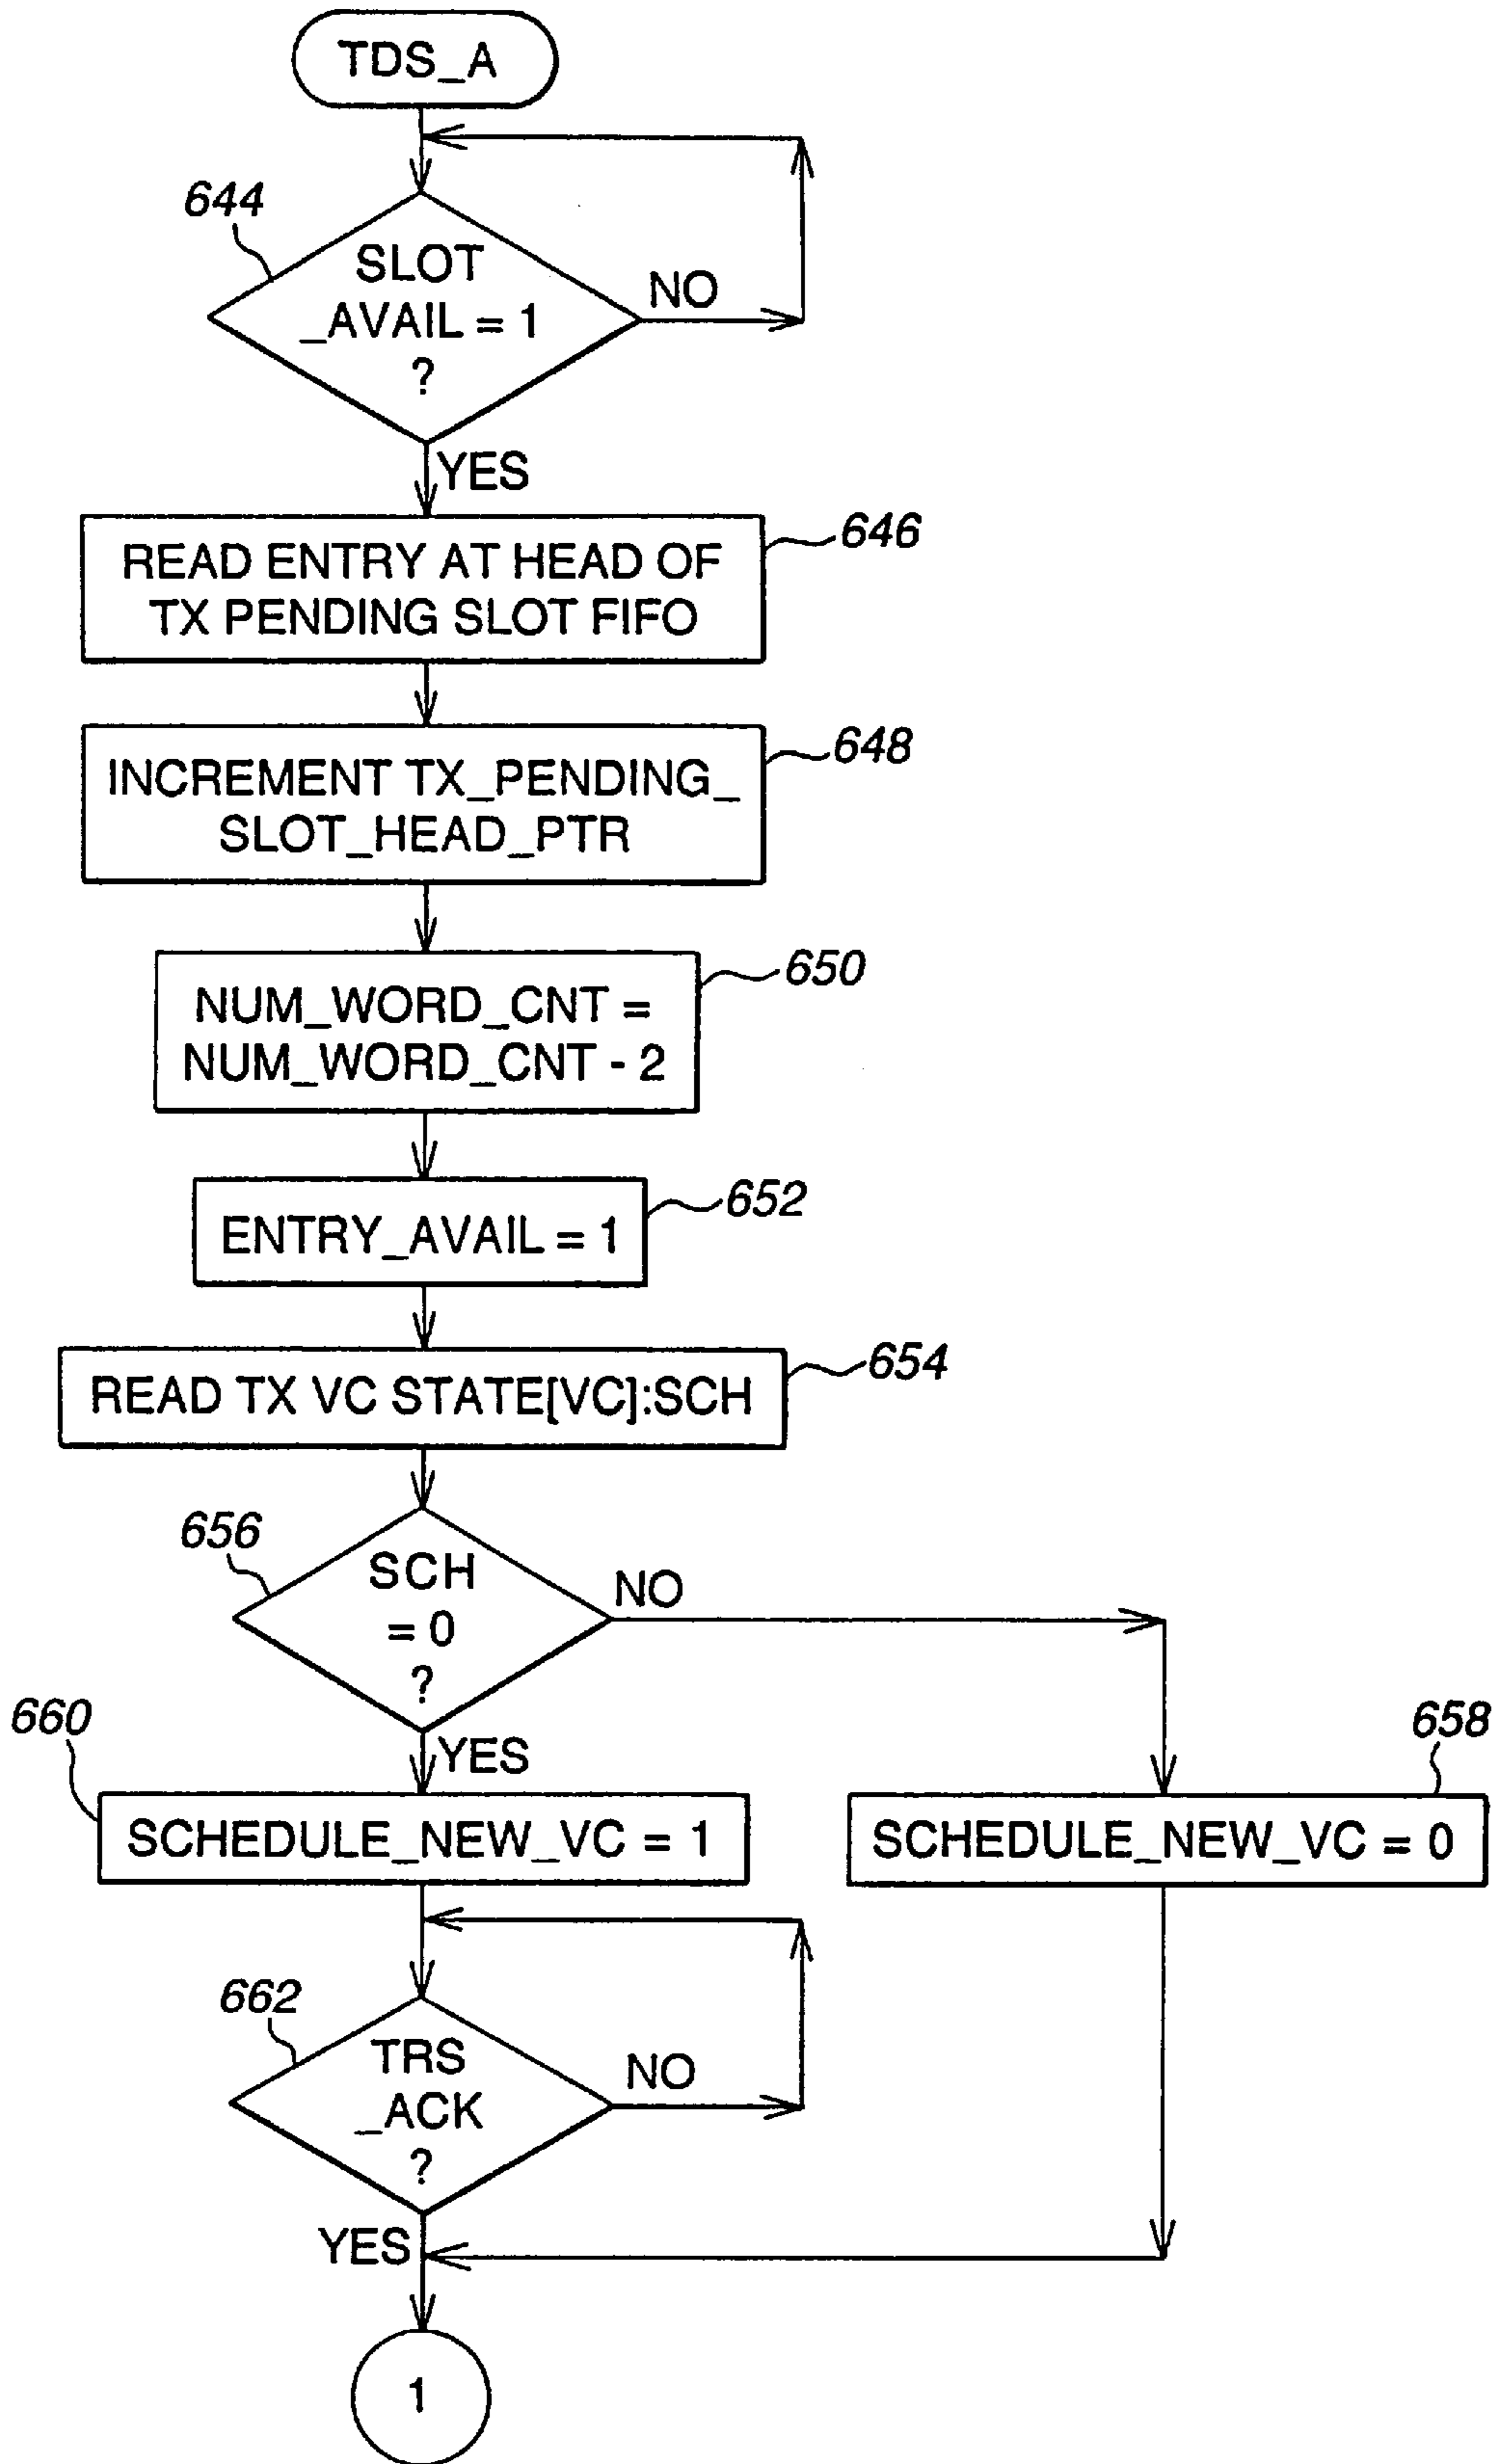 TDS_A
644
SLOT
_AVAIL = 1
?
NO
YES
646
READ ENTRY AT HEAD OF
TX PENDING SLOT FIFO
648
INCREMENT TX_PENDING_
SLOT_HEAD_PTR
650
NUM_WORD_CNT =
NUM_WORD_CNT - 2
652
ENTRY_AVAIL = 1
654
READ TX VC STATE[VC]:SCH
656
SCH
= 0
?
NO
YES
660
SCHEDULE_NEW_VC = 1
658
SCHEDULE_NEW_VC = 0
662
TRS
_ACK
?
NO
YES
1